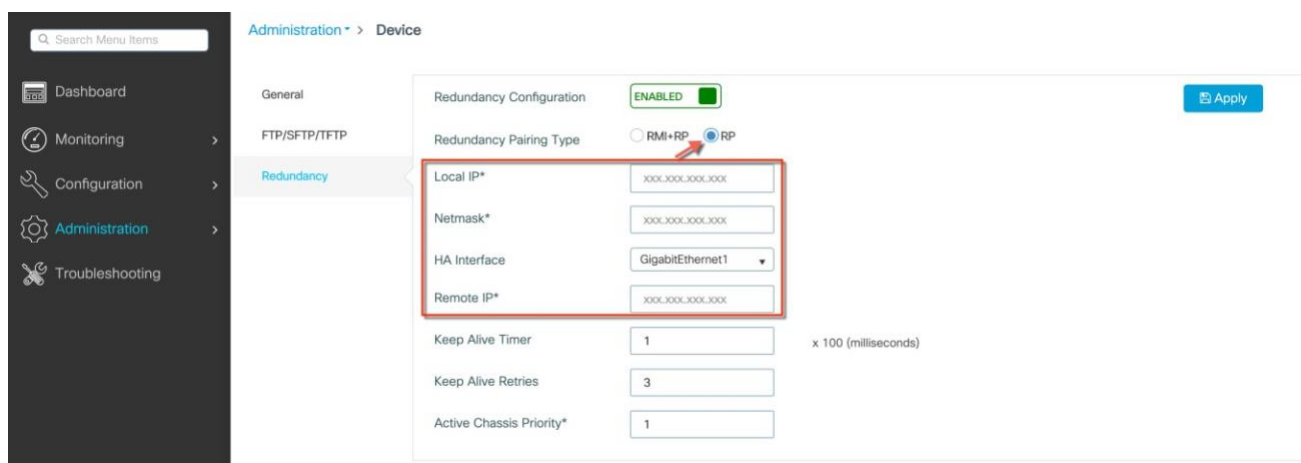 Search Menu Items
Dashboard
Monitoring
Configuration
Administration
Troubleshooting
Administration > Device
General
FTP/SFTP/TFTP
Redundancy
Redundancy Configuration ENABLED
Apply
Redundancy Pairing Type RMI+RP RP
Local IP* xxx.xxx.xxx.xxx
Netmask* xxx.xxx.xxx.xxx
HA Interface GigabitEthernet1
Remote IP* xxx.xxx.xxx.xxx
Keep Alive Timer 1 x 100 (milliseconds)
Keep Alive Retries 3
Active Chassis Priority* 1